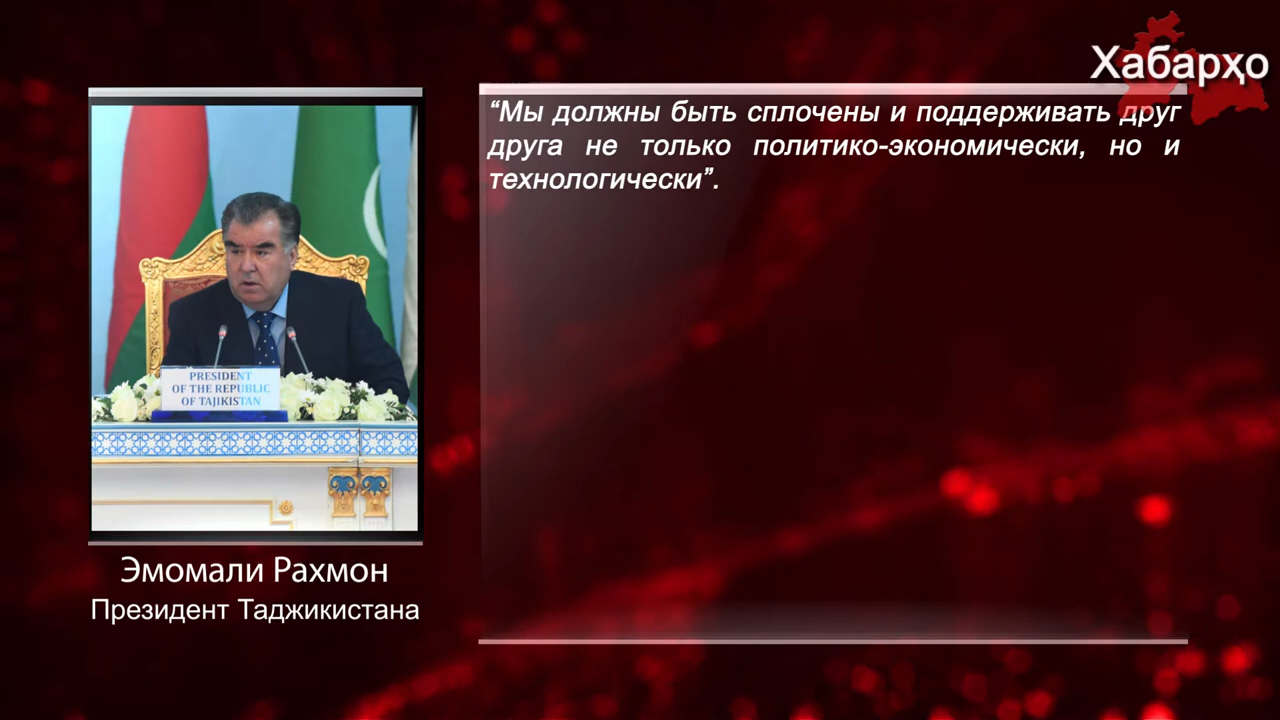 Хабарҳо
“Мы должны быть сплочены и поддерживать друг
друга не только политико-экономически, но и
технологически”.
PRESIDENT
OF THE REPUBLIC
OF TAJIKISTAN
Эмомали Рахмон
Президент Таджикистана